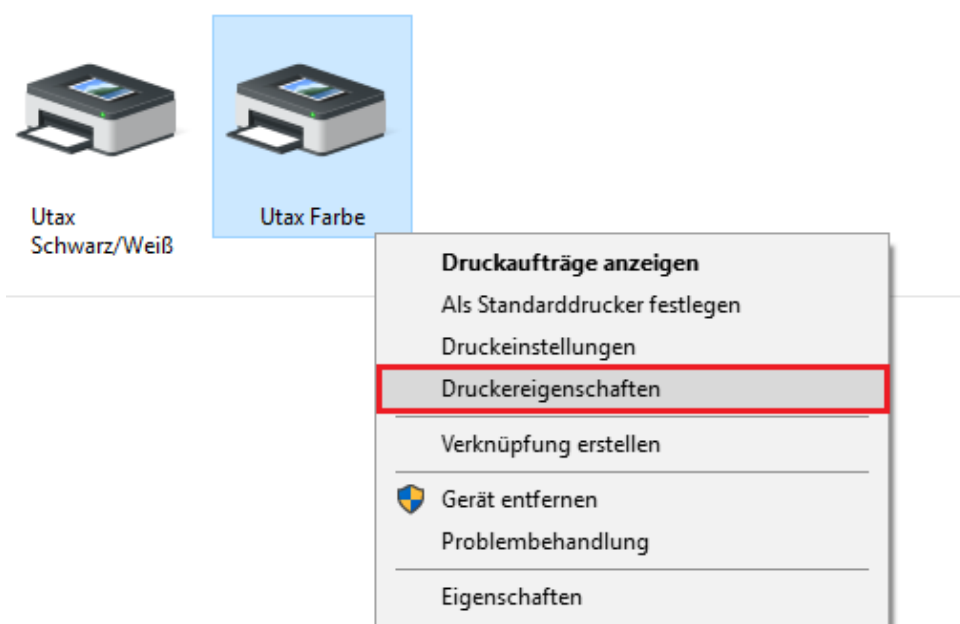 Utax
Schwarz/Weiß
Utax Farbe
Druckaufträge anzeigen
Als Standarddrucker festlegen
Druckeinstellungen
Druckereigenschaften
Verknüpfung erstellen
Gerät entfernen
Problembehandlung
Eigenschaften